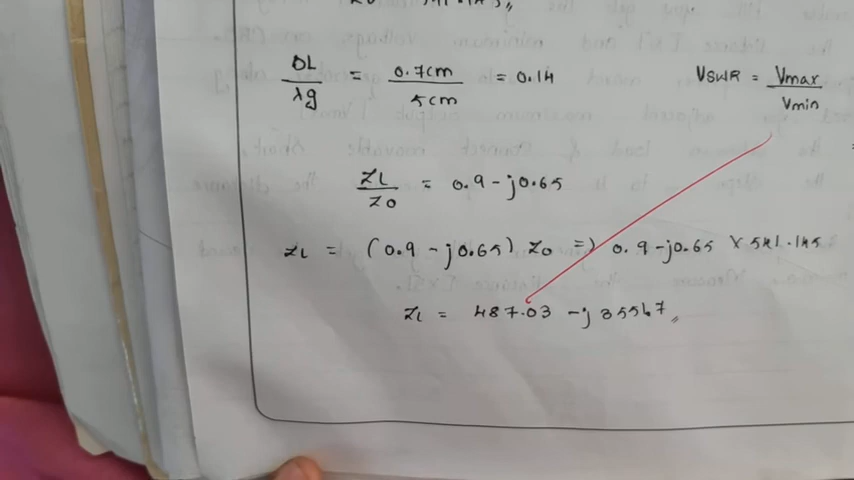 ΔL/λg = 0.7cm/5cm = 0.14
VSWR = Vmax/Vmin
ZL/Z0 = 0.9 - j0.65
ZL = (0.9 - j0.65) Z0 => 0.9 - j0.65 × 541.145
ZL = 487.03 - j 35567 //